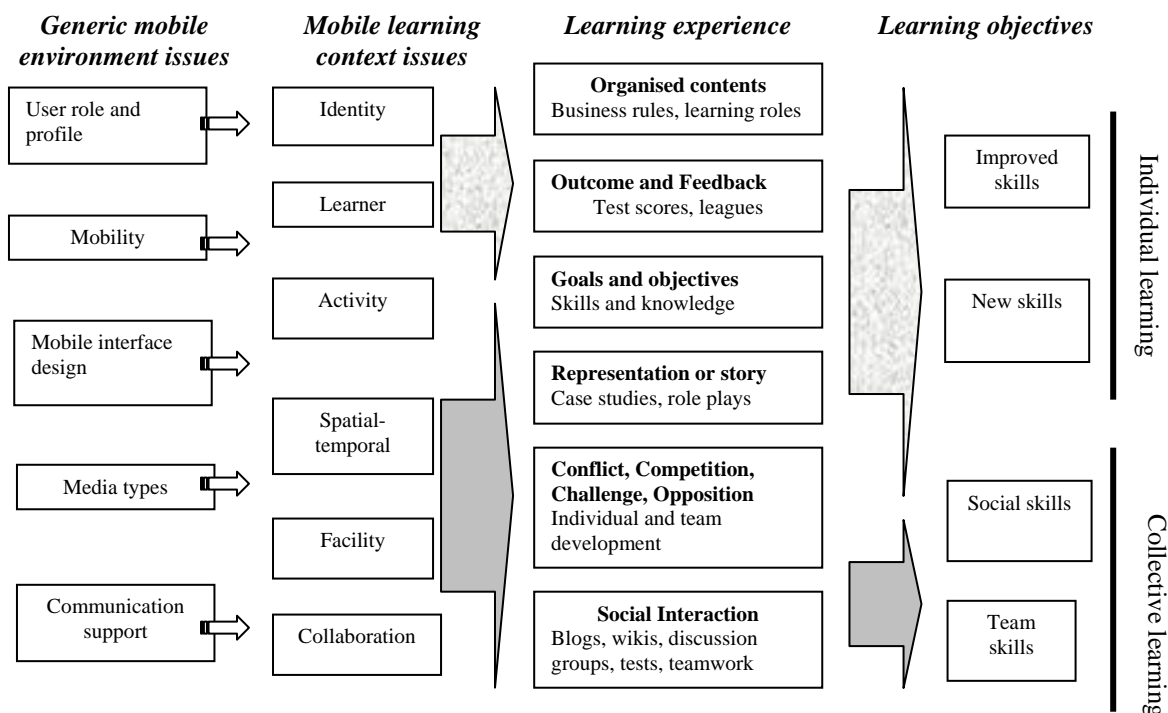 Generic mobile
environment issues
User role and
profile
Mobility
Mobile interface
design
Media types
Communication
support
Mobile learning
context issues
Identity
Learner
Activity
Spatial-
temporal
Facility
Collaboration
Learning experience
Organised contents
Business rules, learning roles
Outcome and Feedback
Test scores, leagues
Goals and objectives
Skills and knowledge
Representation or story
Case studies, role plays
Conflict, Competition,
Challenge, Opposition
Individual and team
development
Social Interaction
Blogs, wikis, discussion
groups, tests, teamwork
Learning objectives
Improved
skills
New skills
Social skills
Team
skills
Individual learning
Collective learning